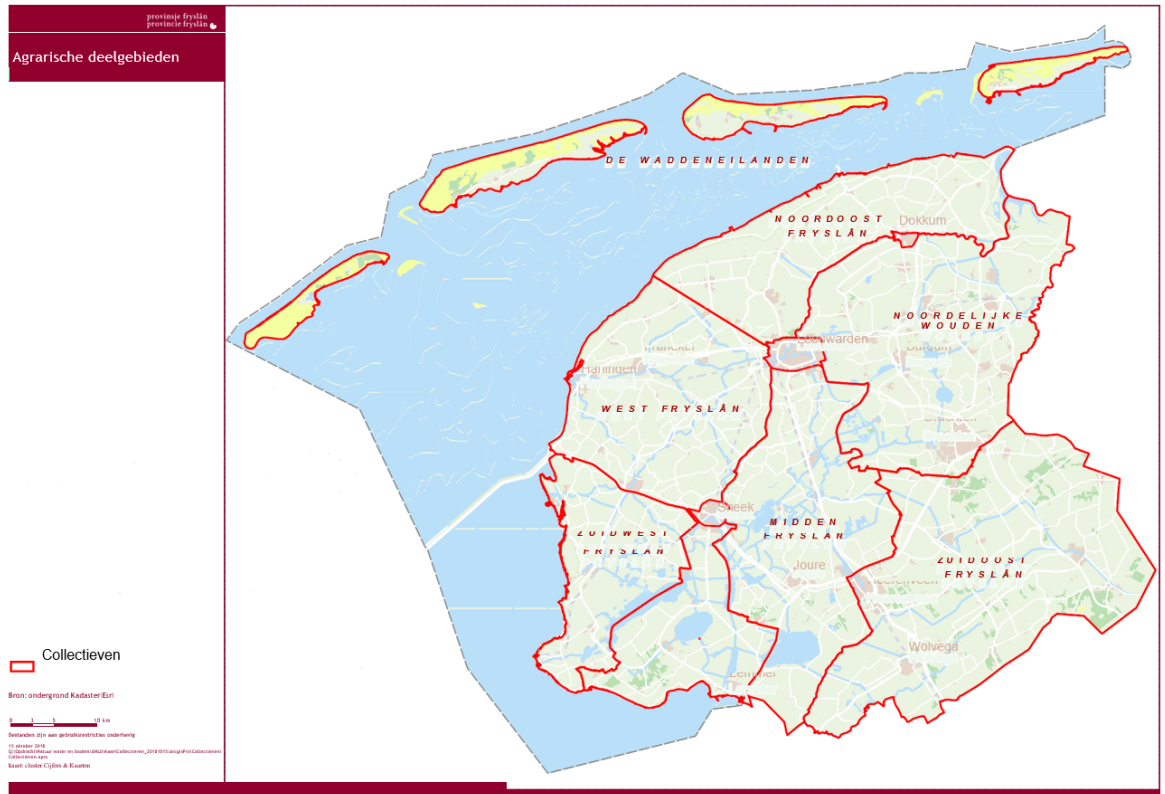 provinsje fryslân
provincie fryslân
Agrarische deelgebieden
DE WADDENEILANDEN
NOORDOOST
FRYSLÂN
Dokkum
NOORDELIJKE
WOUDEN
Leeuwarden
Franeker
Harlingen
WEST FRYSLÂN
Sneek
MIDDEN
FRYSLÂN
ZUIDWEST
FRYSLÂN
Joure
ZUIDOOST
FRYSLÂN
Heerenveen
Wolvega
Lemmer
Collectieven
Bron: ondergrond Kadaster/Esri
10 km
Bestanden zijn aan gebruiksrestricties onderhevig
kaart: cluster Cijfers & Kaarten